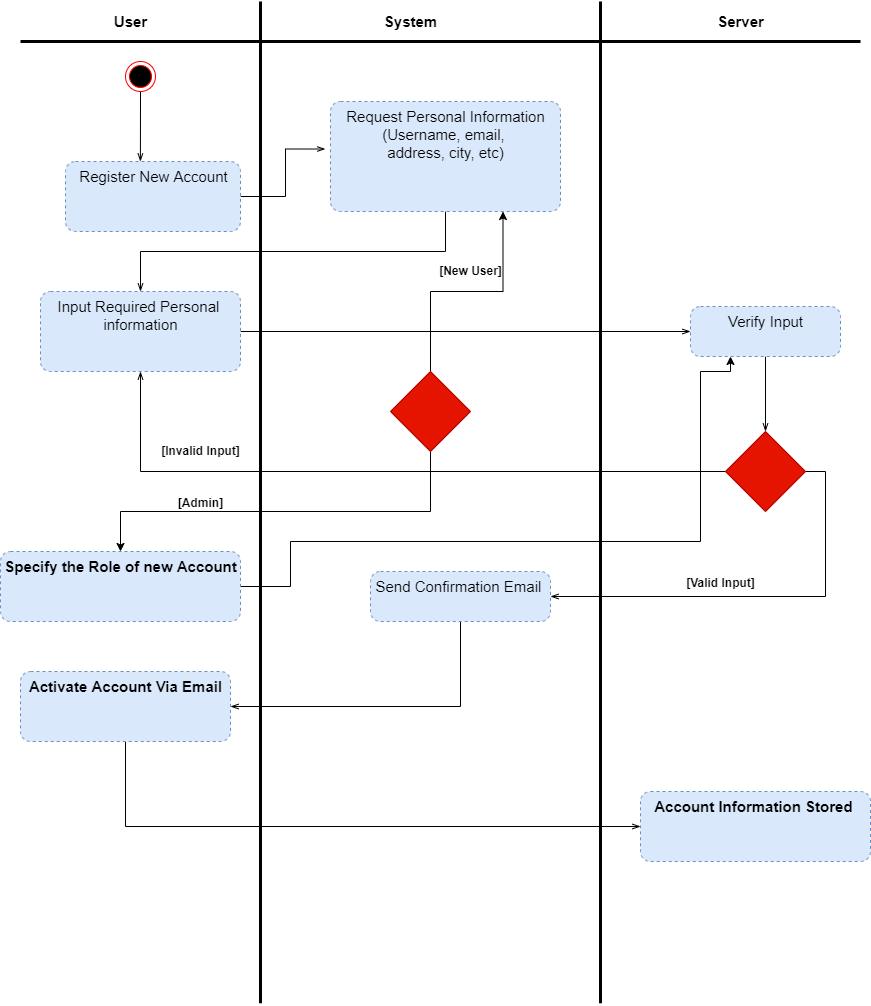 User
System
Server
Request Personal Information
(Username, email,
address, city, etc)
Register New Account
[New User]
Input Required Personal
information
Verify Input
[Invalid Input]
[Admin]
Specify the Role of new Account
Send Confirmation Email
[Valid Input]
Activate Account Via Email
Account Information Stored